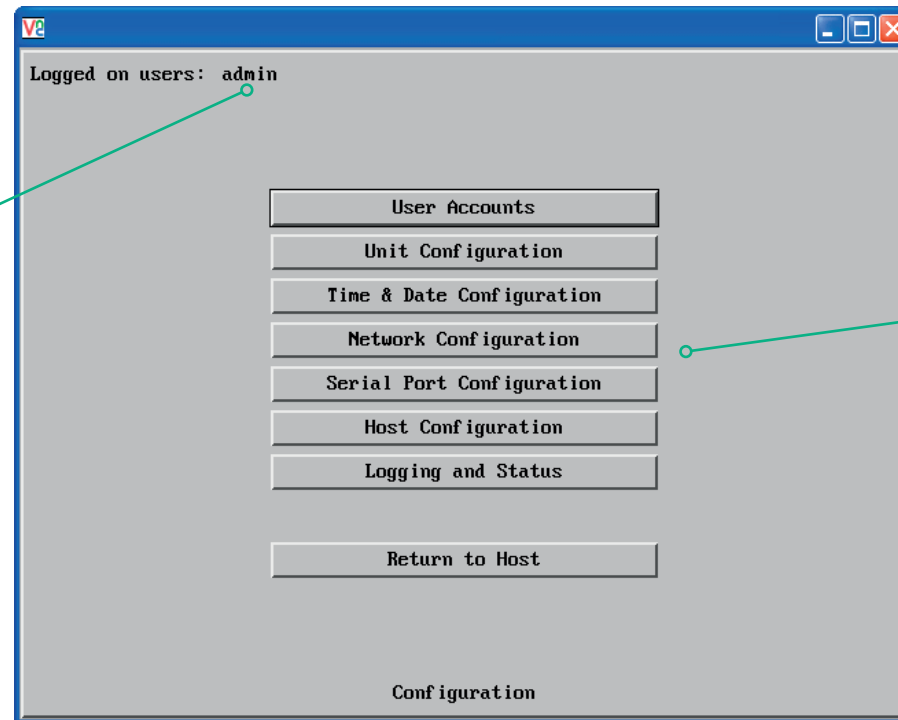 VNC
Logged on users: admin
User Accounts
Unit Configuration
Time & Date Configuration
Network Configuration
Serial Port Configuration
Host Configuration
Logging and Status
Return to Host
Configuration